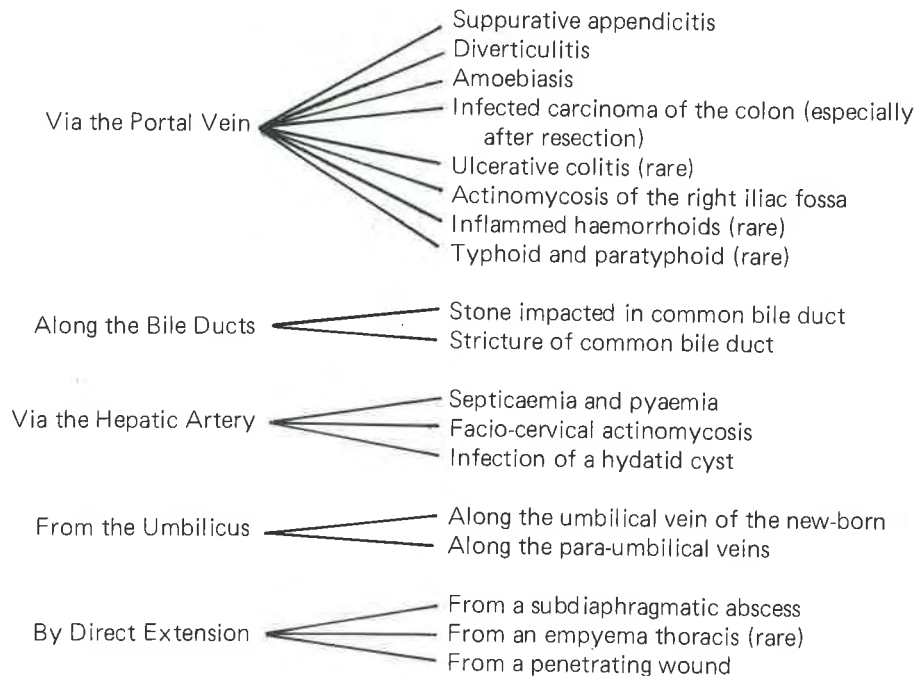 Suppurative appendicitis
Diverticulitis
Amoebiasis
Via the Portal Vein
Infected carcinoma of the colon (especially
after resection)
Ulcerative colitis (rare)
Actinomycosis of the right iliac fossa
Inflammed haemorrhoids (rare)
Typhoid and paratyphoid (rare)
Along the Bile Ducts
Stone impacted in common bile duct
Stricture of common bile duct
Via the Hepatic Artery
Septicaemia and pyaemia
Facio-cervical actinomycosis
Infection of a hydatid cyst
From the Umbilicus
Along the umbilical vein of the new-born
Along the para-umbilical veins
By Direct Extension
From a subdiaphragmatic abscess
From an empyema thoracis (rare)
From a penetrating wound